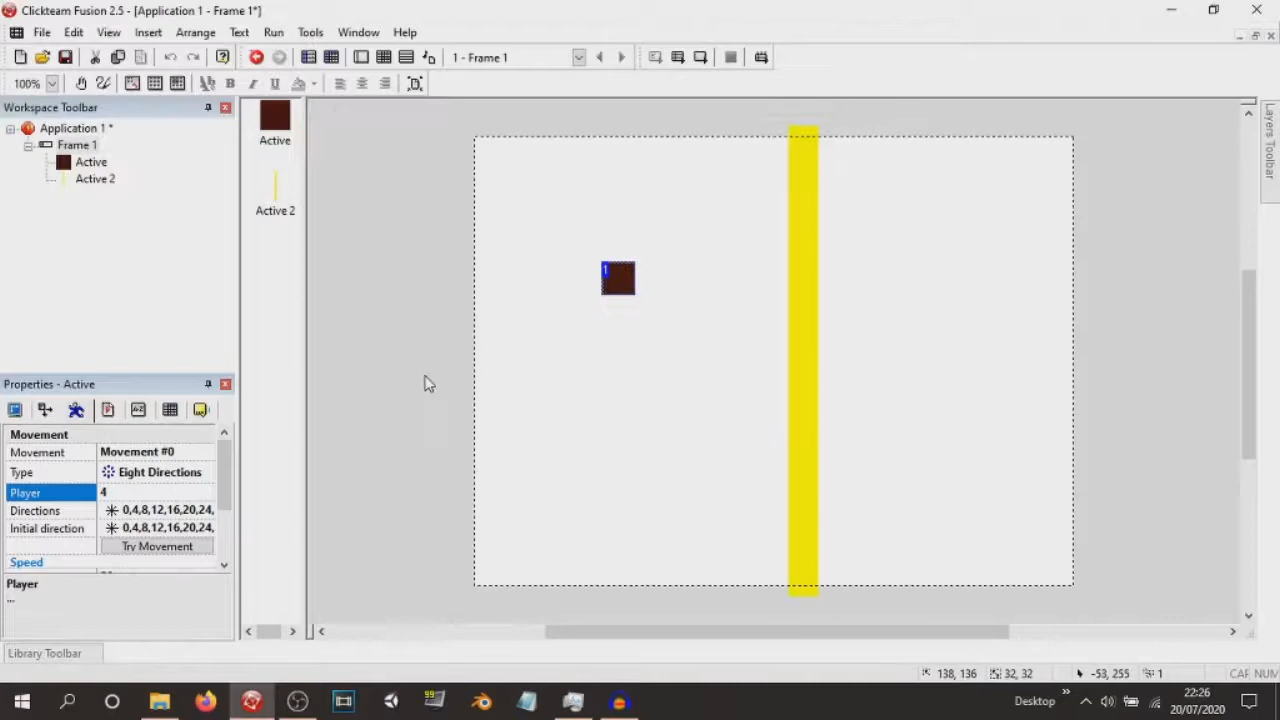 Clickteam Fusion 2.5 - [Application 1 - Frame 1*]
File Edit View Insert Arrange Text Run Tools Window Help
1 - Frame 1
100%
B I U
Workspace Toolbar
Application 1 *
Frame 1
Active
Active 2
Active
Active 2
Layers Toolbar
1
Properties - Active
Movement
Movement Movement #0
Type Eight Directions
Player 4
Directions 0,4,8,12,16,20,24,
Initial direction 0,4,8,12,16,20,24,
Try Movement
Speed
Player
...
Library Toolbar
138, 136 32, 32 -53, 255 1 CAP NUM
Desktop
22:26
20/07/2020